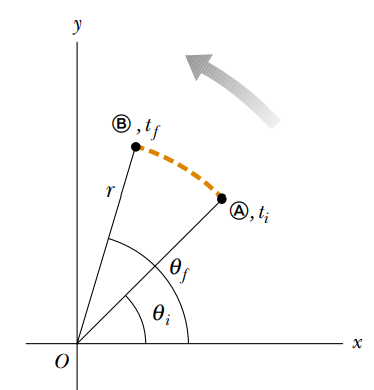 y
Ⓑ, t_f
r
Ⓐ, t_i
θ_f
θ_i
x
O